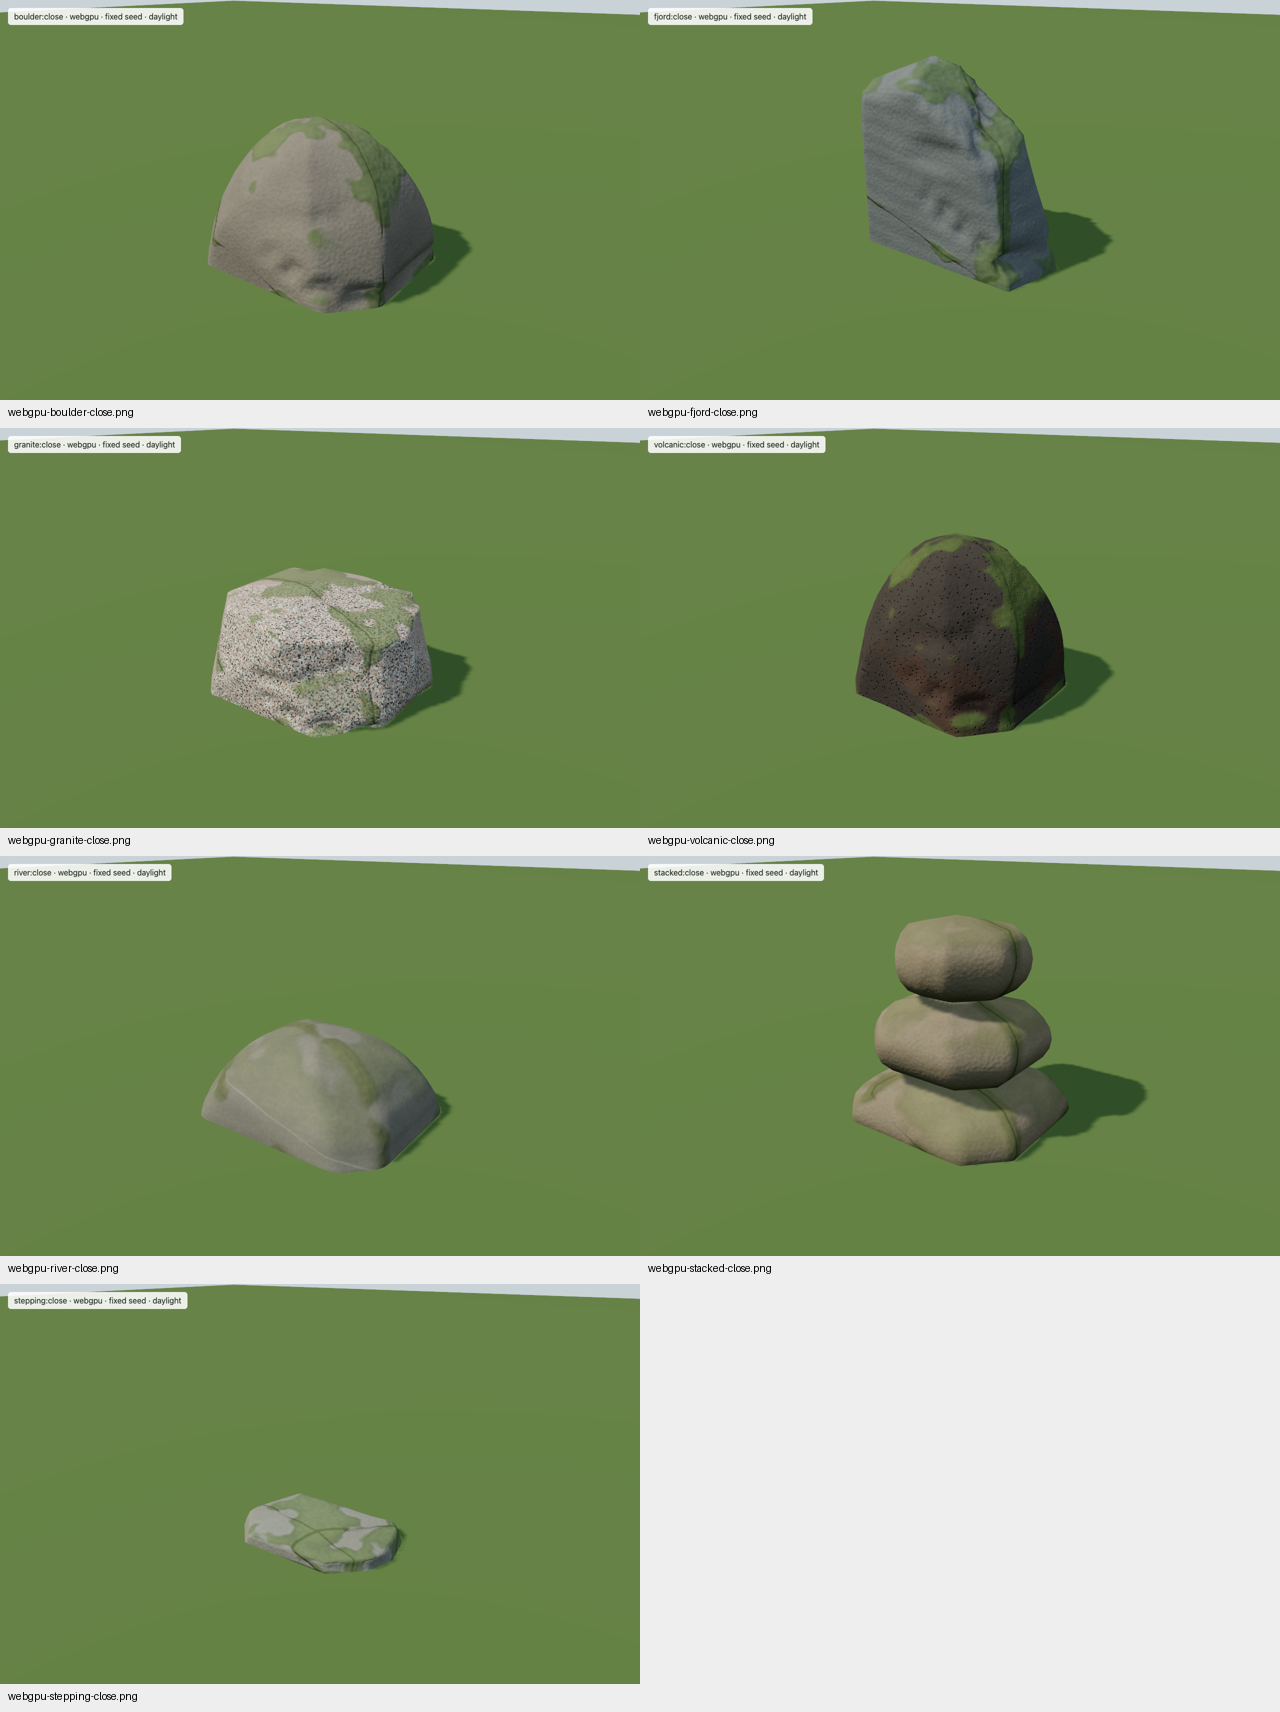 boulder:close · webgpu · fixed seed · daylight
fjord:close · webgpu · fixed seed · daylight
webgpu-boulder-close.png
webgpu-fjord-close.png
granite:close · webgpu · fixed seed · daylight
volcanic:close · webgpu · fixed seed · daylight
webgpu-granite-close.png
webgpu-volcanic-close.png
river:close · webgpu · fixed seed · daylight
stacked:close · webgpu · fixed seed · daylight
webgpu-river-close.png
webgpu-stacked-close.png
stepping:close · webgpu · fixed seed · daylight
webgpu-stepping-close.png